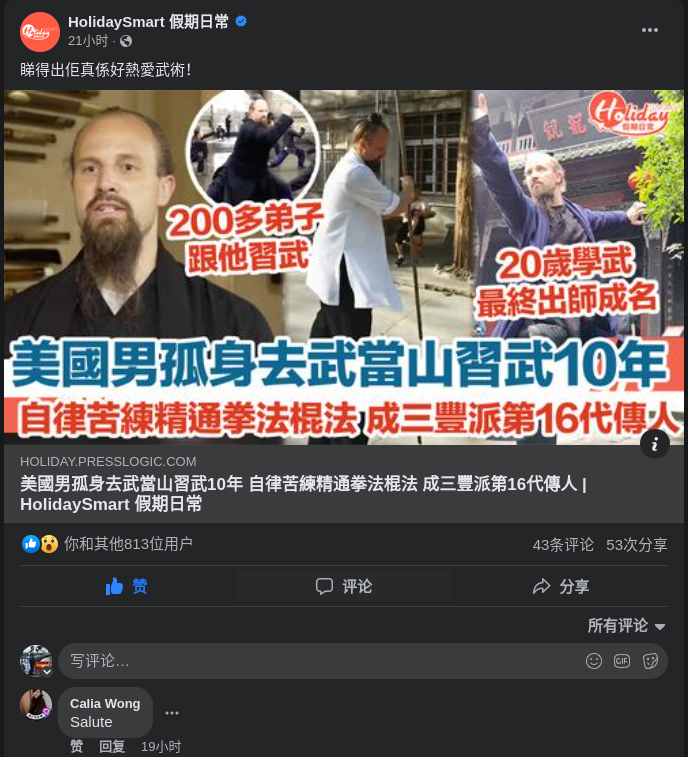 HolidaySmart 假期日常
21小时 ·
睇得出佢真係好熱愛武術！
Holiday
假期日常
200多弟子
跟他習武
20歲學武
最終出師成名
美國男孤身去武當山習武10年
自律苦練精通拳法棍法 成三豐派第16代傳人
HOLIDAY.PRESSLOGIC.COM
美國男孤身去武當山習武10年 自律苦練精通拳法棍法 成三豐派第16代傳人 |
HolidaySmart 假期日常
你和其他813位用户
43条评论 53次分享
赞 评论 分享
所有评论
写评论…
GIF
Calia Wong
Salute
赞 回复 19小时